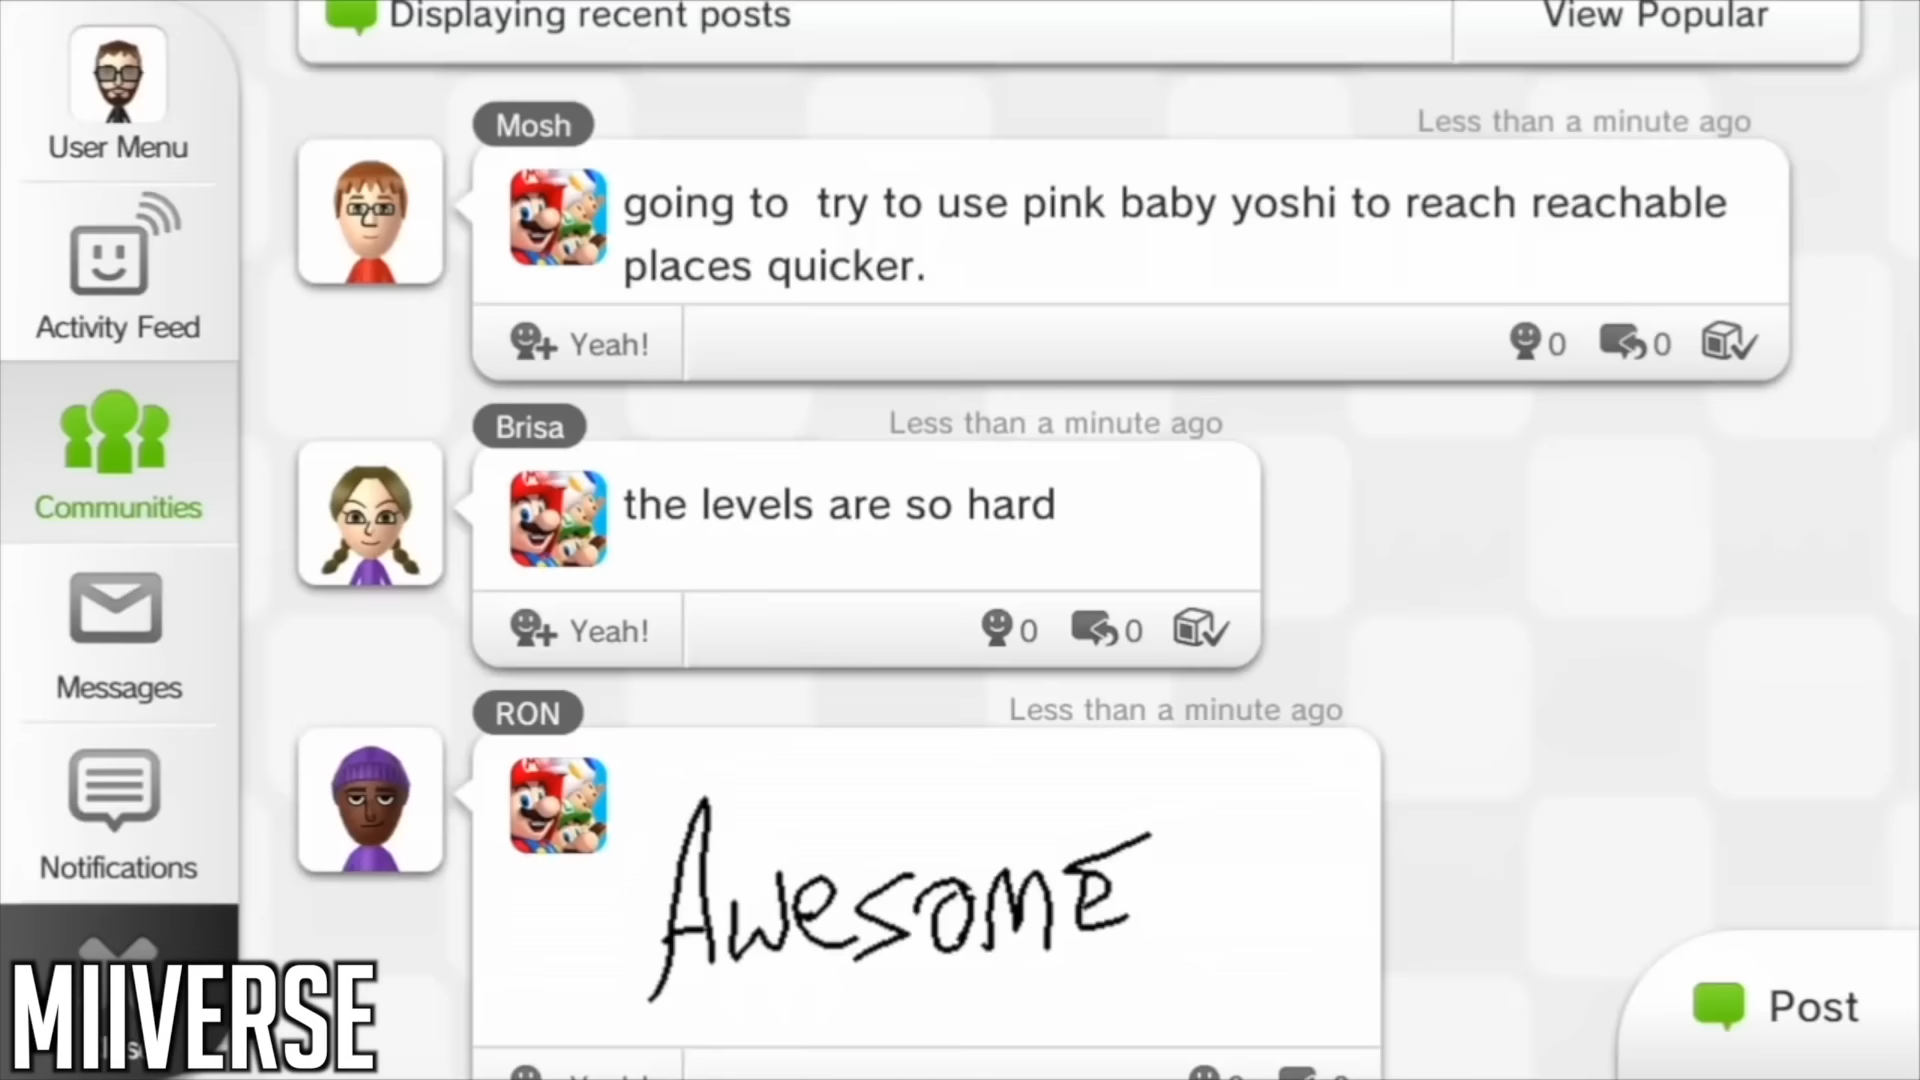 Displaying recent posts
View Popular
User Menu
Mosh
Less than a minute ago
going to  try to use pink baby yoshi to reach reachable
places quicker.
Yeah!
0
0
Activity Feed
Brisa
Less than a minute ago
the levels are so hard
Yeah!
0
0
Communities
Messages
RON
Less than a minute ago
Awesome
Notifications
Post
MIIVERSE